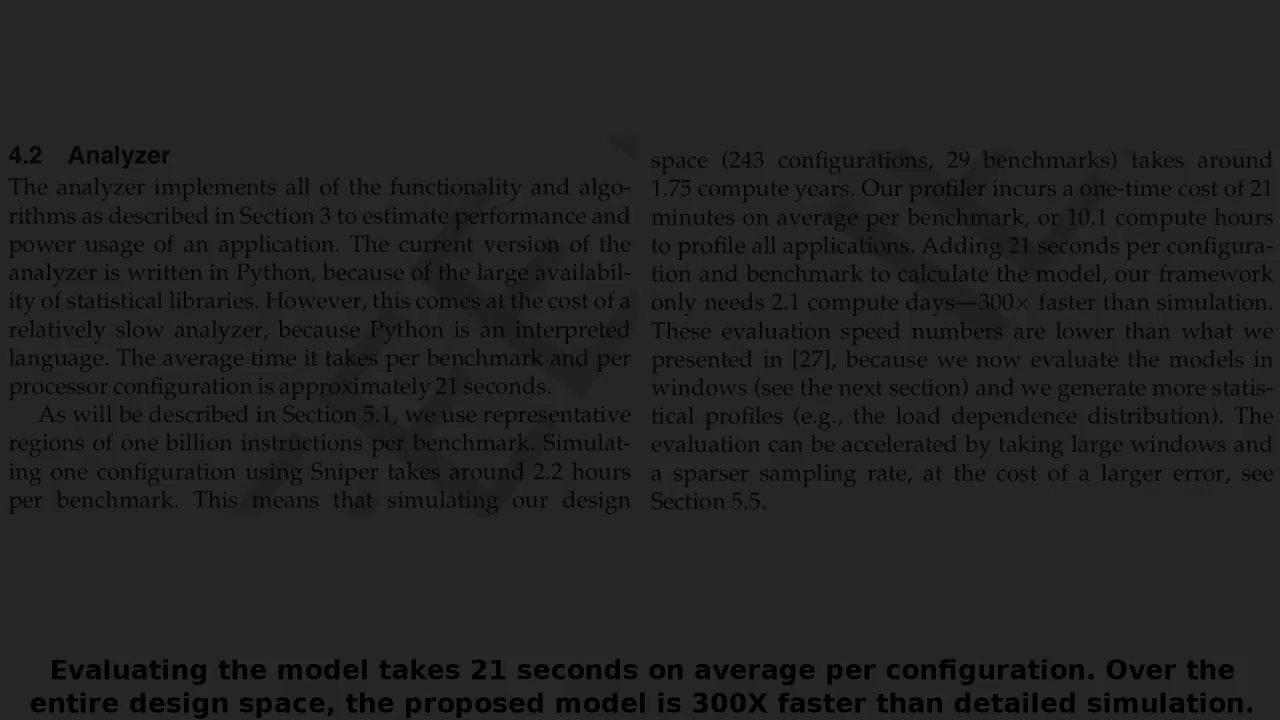 4.2 Analyzer
The analyzer implements all of the functionality and algo-
rithms as described in Section 3 to estimate performance and
power usage of an application. The current version of the
analyzer is written in Python, because of the large availabil-
ity of statistical libraries. However, this comes at the cost of a
relatively slow analyzer, because Python is an interpreted
language. The average time it takes per benchmark and per
processor configuration is approximately 21 seconds.
As will be described in Section 5.1, we use representative
regions of one billion instructions per benchmark. Simulat-
ing one configuration using Sniper takes around 2.2 hours
per benchmark. This means that simulating our design
space (243 configurations, 29 benchmarks) takes around
1.75 compute years. Our profiler incurs a one-time cost of 21
minutes on average per benchmark, or 10.1 compute hours
to profile all applications. Adding 21 seconds per configura-
tion and benchmark to calculate the model, our framework
only needs 2.1 compute days—300× faster than simulation.
These evaluation speed numbers are lower than what we
presented in [27], because we now evaluate the models in
windows (see the next section) and we generate more statis-
tical profiles (e.g., the load dependence distribution). The
evaluation can be accelerated by taking large windows and
a sparser sampling rate, at the cost of a larger error, see
Section 5.5.
Evaluating the model takes 21 seconds on average per configuration. Over the
entire design space, the proposed model is 300X faster than detailed simulation.